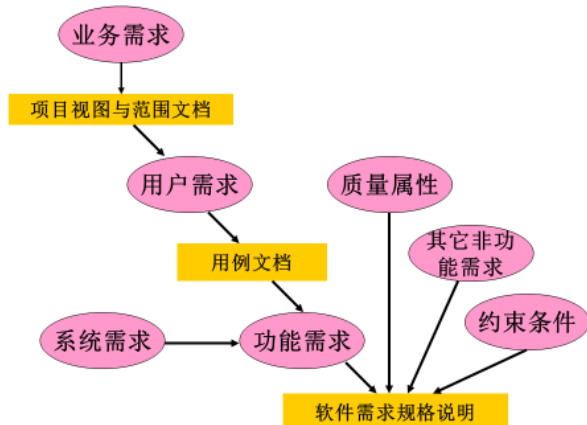 业务需求
项目视图与范围文档
用户需求
质量属性
其它非功
能需求
用例文档
约束条件
系统需求
功能需求
软件需求规格说明